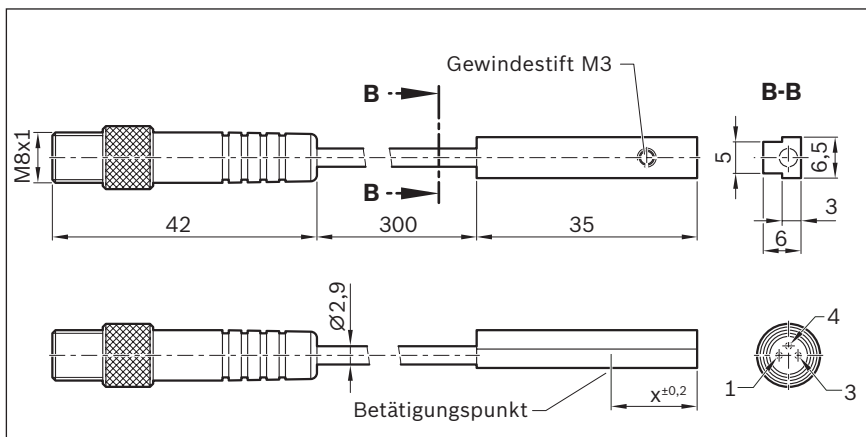 Gewindestift M3
B
B-B
M8x1
5
6,5
B
3
42
300
35
6
Ø2,9
4
1
3
Betätigungspunkt
x±0,2